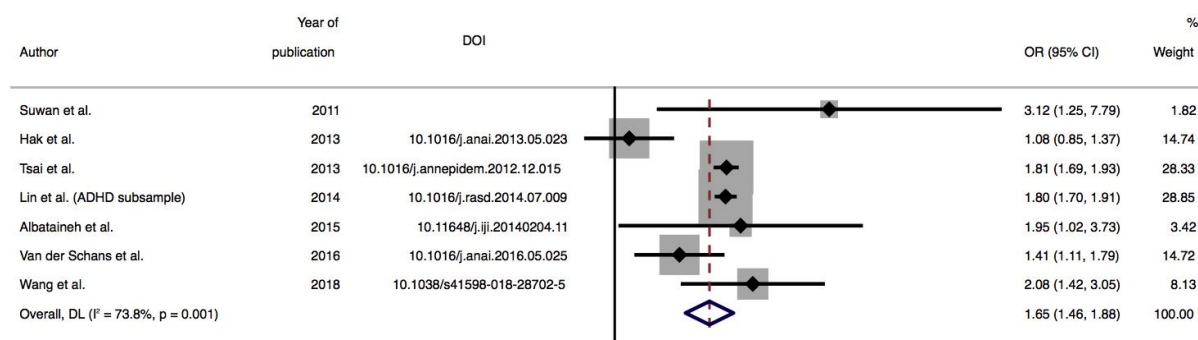 Author Year of publication DOI OR (95% CI) % Weight
Suwan et al. 2011 3.12 (1.25, 7.79) 1.82
Hak et al. 2013 10.1016/j.anai.2013.05.023 1.08 (0.85, 1.37) 14.74
Tsai et al. 2013 10.1016/j.annepidem.2012.12.015 1.81 (1.69, 1.93) 28.33
Lin et al. (ADHD subsample) 2014 10.1016/j.rasd.2014.07.009 1.80 (1.70, 1.91) 28.85
Albataineh et al. 2015 10.11648/j.iji.20140204.11 1.95 (1.02, 3.73) 3.42
Van der Schans et al. 2016 10.1016/j.anai.2016.05.025 1.41 (1.11, 1.79) 14.72
Wang et al. 2018 10.1038/s41598-018-28702-5 2.08 (1.42, 3.05) 8.13
Overall, DL (I² = 73.8%, p = 0.001) 1.65 (1.46, 1.88) 100.00